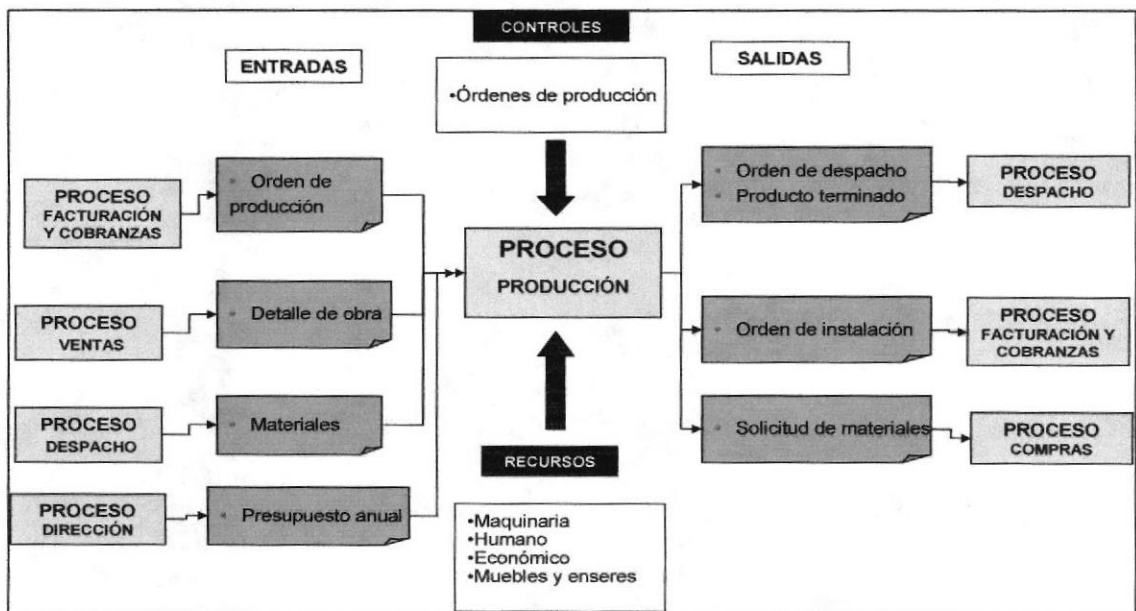 CONTROLES
ENTRADAS
SALIDAS
•Órdenes de producción
PROCESO
FACTURACIÓN
Y COBRANZAS
• Orden de
producción
PROCESO
VENTAS
• Detalle de obra
PROCESO
DESPACHO
• Materiales
PROCESO
DIRECCIÓN
• Presupuesto anual
PROCESO
PRODUCCIÓN
RECURSOS
•Maquinaria
•Humano
•Económico
•Muebles y enseres
• Orden de despacho
• Producto terminado
PROCESO
DESPACHO
• Orden de instalación
PROCESO
FACTURACIÓN Y
COBRANZAS
• Solicitud de materiales
PROCESO
COMPRAS